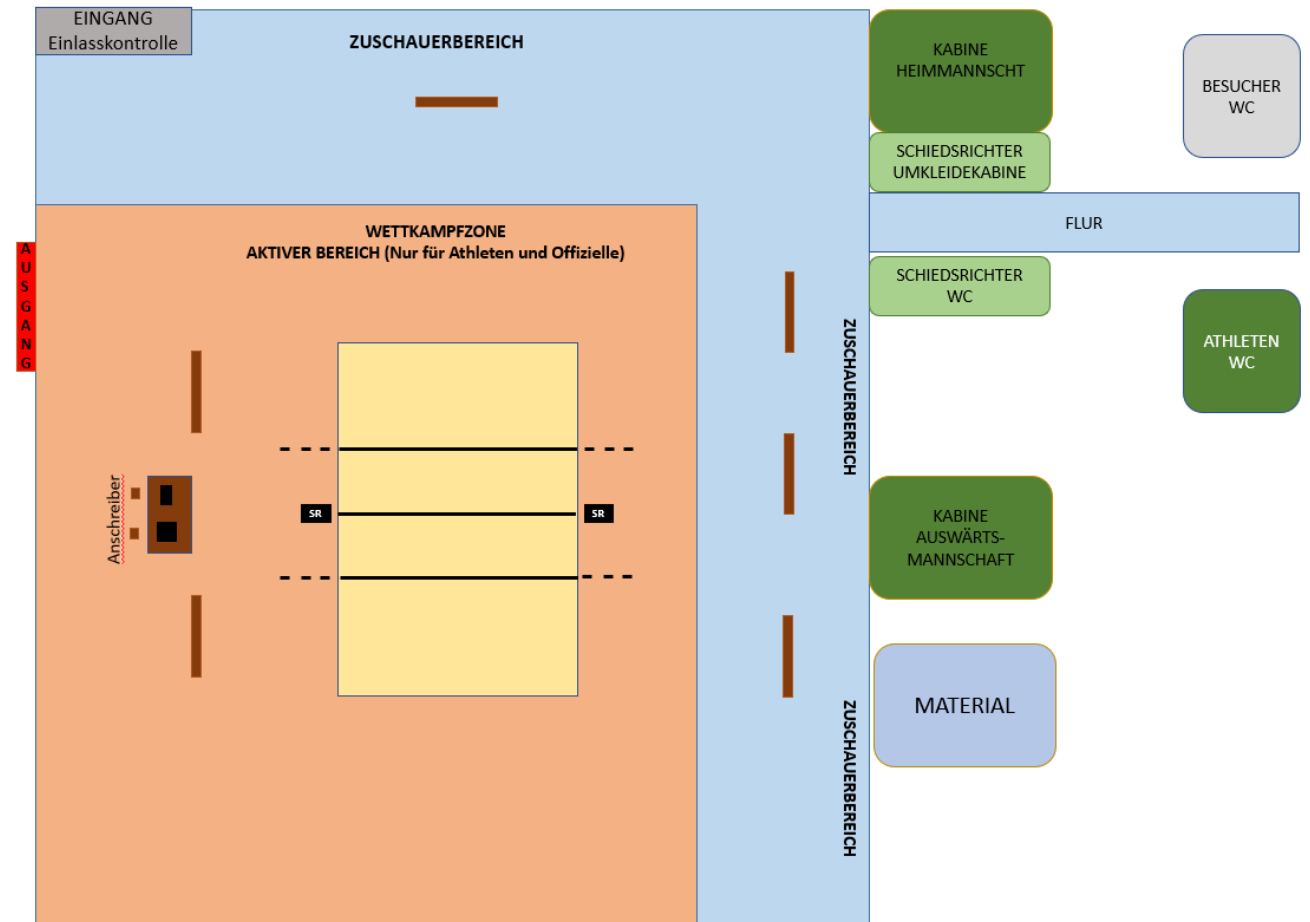 EINGANG
Einlasskontrolle
ZUSCHAUERBEREICH
KABINE
HEIMMANNSCHT
BESUCHER
WC
SCHIEDSRICHTER
UMKLEIDEKABINE
FLUR
WETTKAMPFZONE
AKTIVER BEREICH (Nur für Athleten und Offizielle)
AUSGANG
SCHIEDSRICHTER
WC
ATHLETEN
WC
ZUSCHAUERBEREICH
Anschreiber
SR
SR
KABINE
AUSWÄRTS-
MANNSCHAFT
MATERIAL
ZUSCHAUERBEREICH